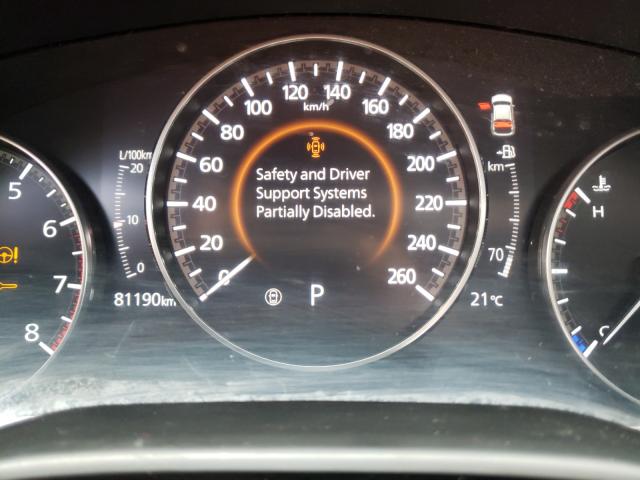 120 140
100 km/h 160
80 180
60 200
40 220
20 240
0 260
Safety and Driver
Support Systems
Partially Disabled.
L/100km
20
10
0
81190km
P
21℃
km
70
5
6
7
8
H
C